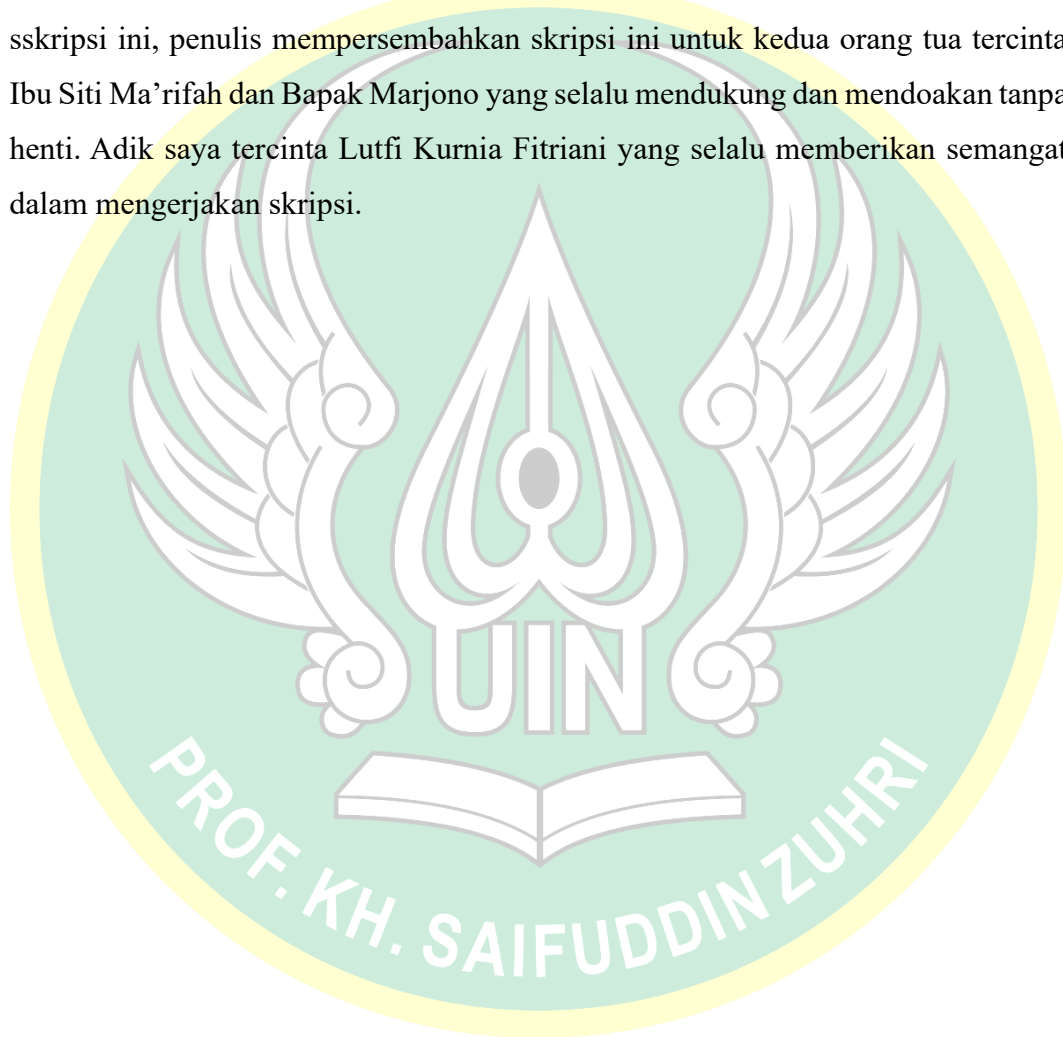 sskripsi ini, penulis mempersembahkan skripsi ini untuk kedua orang tua tercinta
Ibu Siti Ma’rifah dan Bapak Marjono yang selalu mendukung dan mendoakan tanpa
henti. Adik saya tercinta Lutfi Kurnia Fitriani yang selalu memberikan semangat
dalam mengerjakan skripsi.
UIN
PROF. KH. SAIFUDDIN ZUHRI